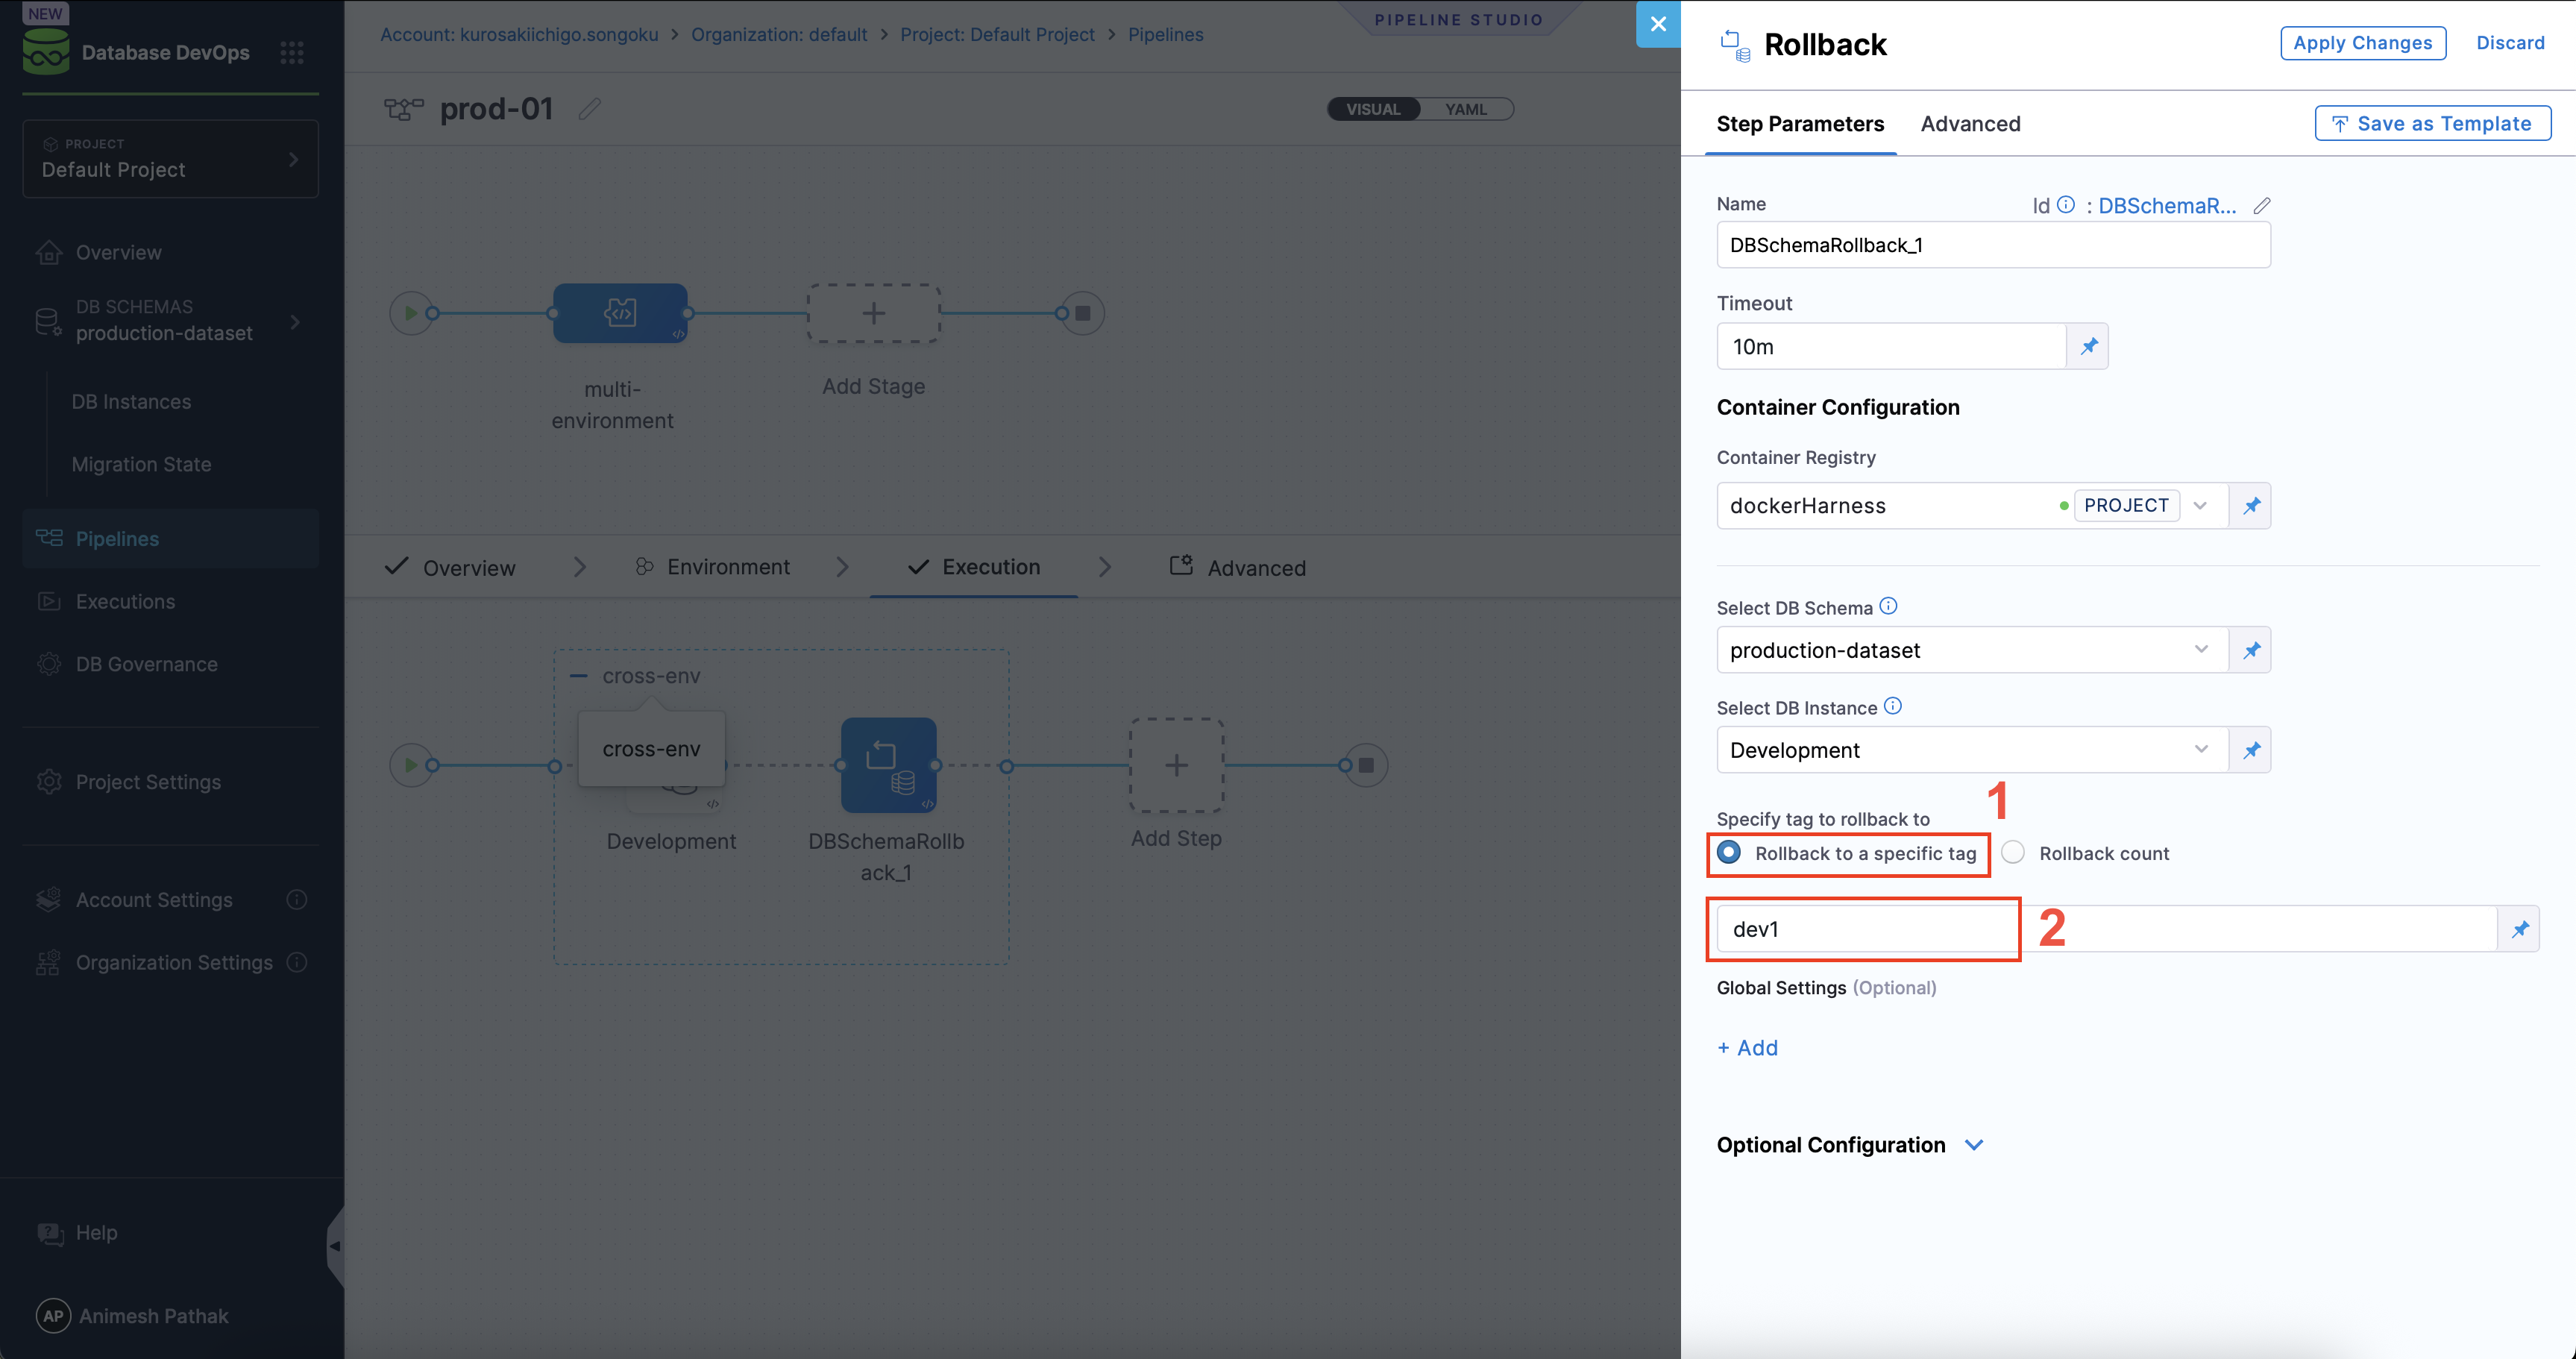 NEW
Database DevOps
PROJECT
Default Project
Overview
DB SCHEMAS
production-dataset
DB Instances
Migration State
Pipelines
Executions
DB Governance
Project Settings
Account Settings
Organization Settings
Help
AP Animesh Pathak
Account: kurosakiichigo.songoku > Organization: default > Project: Default Project > Pipelines
PIPELINE STUDIO
prod-01
VISUAL YAML
multi-
environment
Add Stage
Overview
Environment
Execution
Advanced
cross-env
cross-env
Development
DBSchemaRollb
ack_1
Add Step
Rollback
Apply Changes
Discard
Step Parameters
Advanced
Save as Template
Name
Id : DBSchemaR...
DBSchemaRollback_1
Timeout
10m
Container Configuration
Container Registry
dockerHarness
PROJECT
Select DB Schema
production-dataset
Select DB Instance
Development
1
Specify tag to rollback to
Rollback to a specific tag
Rollback count
dev1
2
Global Settings (Optional)
+ Add
Optional Configuration